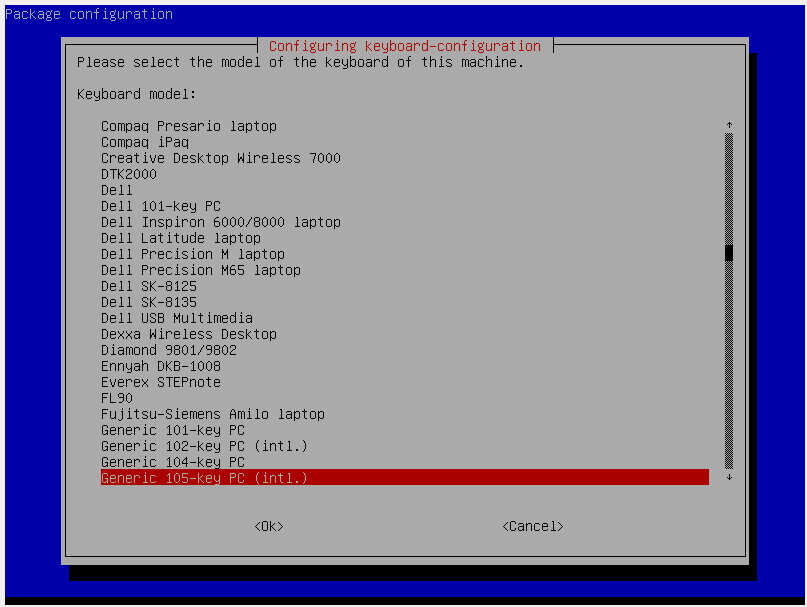 Package configuration
Configuring keyboard-configuration
Please select the model of the keyboard of this machine.
Keyboard model:
Compaq Presario laptop
Compaq iPaq
Creative Desktop Wireless 7000
DTK2000
Dell
Dell 101-key PC
Dell Inspiron 6000/8000 laptop
Dell Latitude laptop
Dell Precision M laptop
Dell Precision M65 laptop
Dell SK-8125
Dell SK-8135
Dell USB Multimedia
Dexxa Wireless Desktop
Diamond 9801/9802
Ennyah DKB-1008
Everex STEPnote
FL90
Fujitsu-Siemens Amilo laptop
Generic 101-key PC
Generic 102-key PC (intl.)
Generic 104-key PC
Generic 105-key PC (intl.)
<Ok> <Cancel>